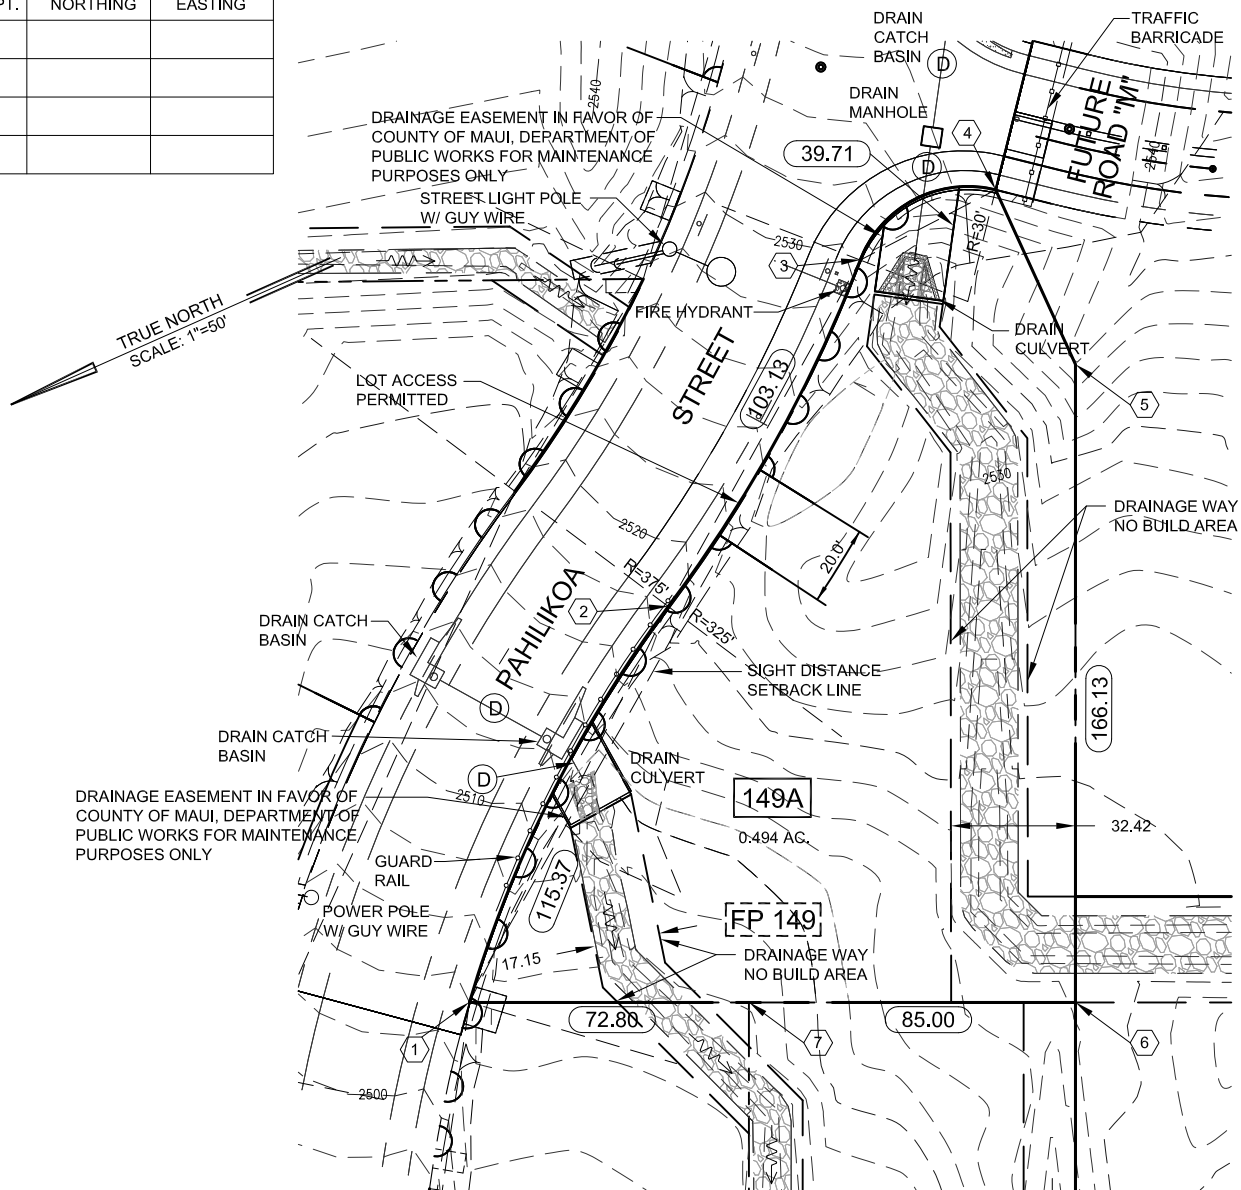 PT.
NORTHING
EASTING
DRAIN
CATCH
BASIN
TRAFFIC
BARRICADE
D
2540
DRAIN
MANHOLE
FUTURE
ROAD "M"
2540
DRAINAGE EASEMENT IN FAVOR OF
COUNTY OF MAUI, DEPARTMENT OF
PUBLIC WORKS FOR MAINTENANCE
PURPOSES ONLY
39.71
4
D
STREET LIGHT POLE
W/ GUY WIRE
2530
R=30'
3
TRUE NORTH
SCALE: 1"=50'
FIRE HYDRANT
DRAIN
CULVERT
STREET
LOT ACCESS
PERMITTED
103.13
5
2530
DRAINAGE WAY
NO BUILD AREA
2520
20.0'
R=375'
PAHILIKOA
2
R=325'
DRAIN CATCH
BASIN
SIGHT DISTANCE
SETBACK LINE
166.13
D
DRAIN CATCH
BASIN
DRAIN
CULVERT
D
2510
149A
0.494 AC.
32.42
DRAINAGE EASEMENT IN FAVOR OF
COUNTY OF MAUI, DEPARTMENT OF
PUBLIC WORKS FOR MAINTENANCE
PURPOSES ONLY
GUARD
RAIL
115.37
POWER POLE
W/ GUY WIRE
FP 149
17.15
DRAINAGE WAY
NO BUILD AREA
72.80
85.00
1
7
6
2500